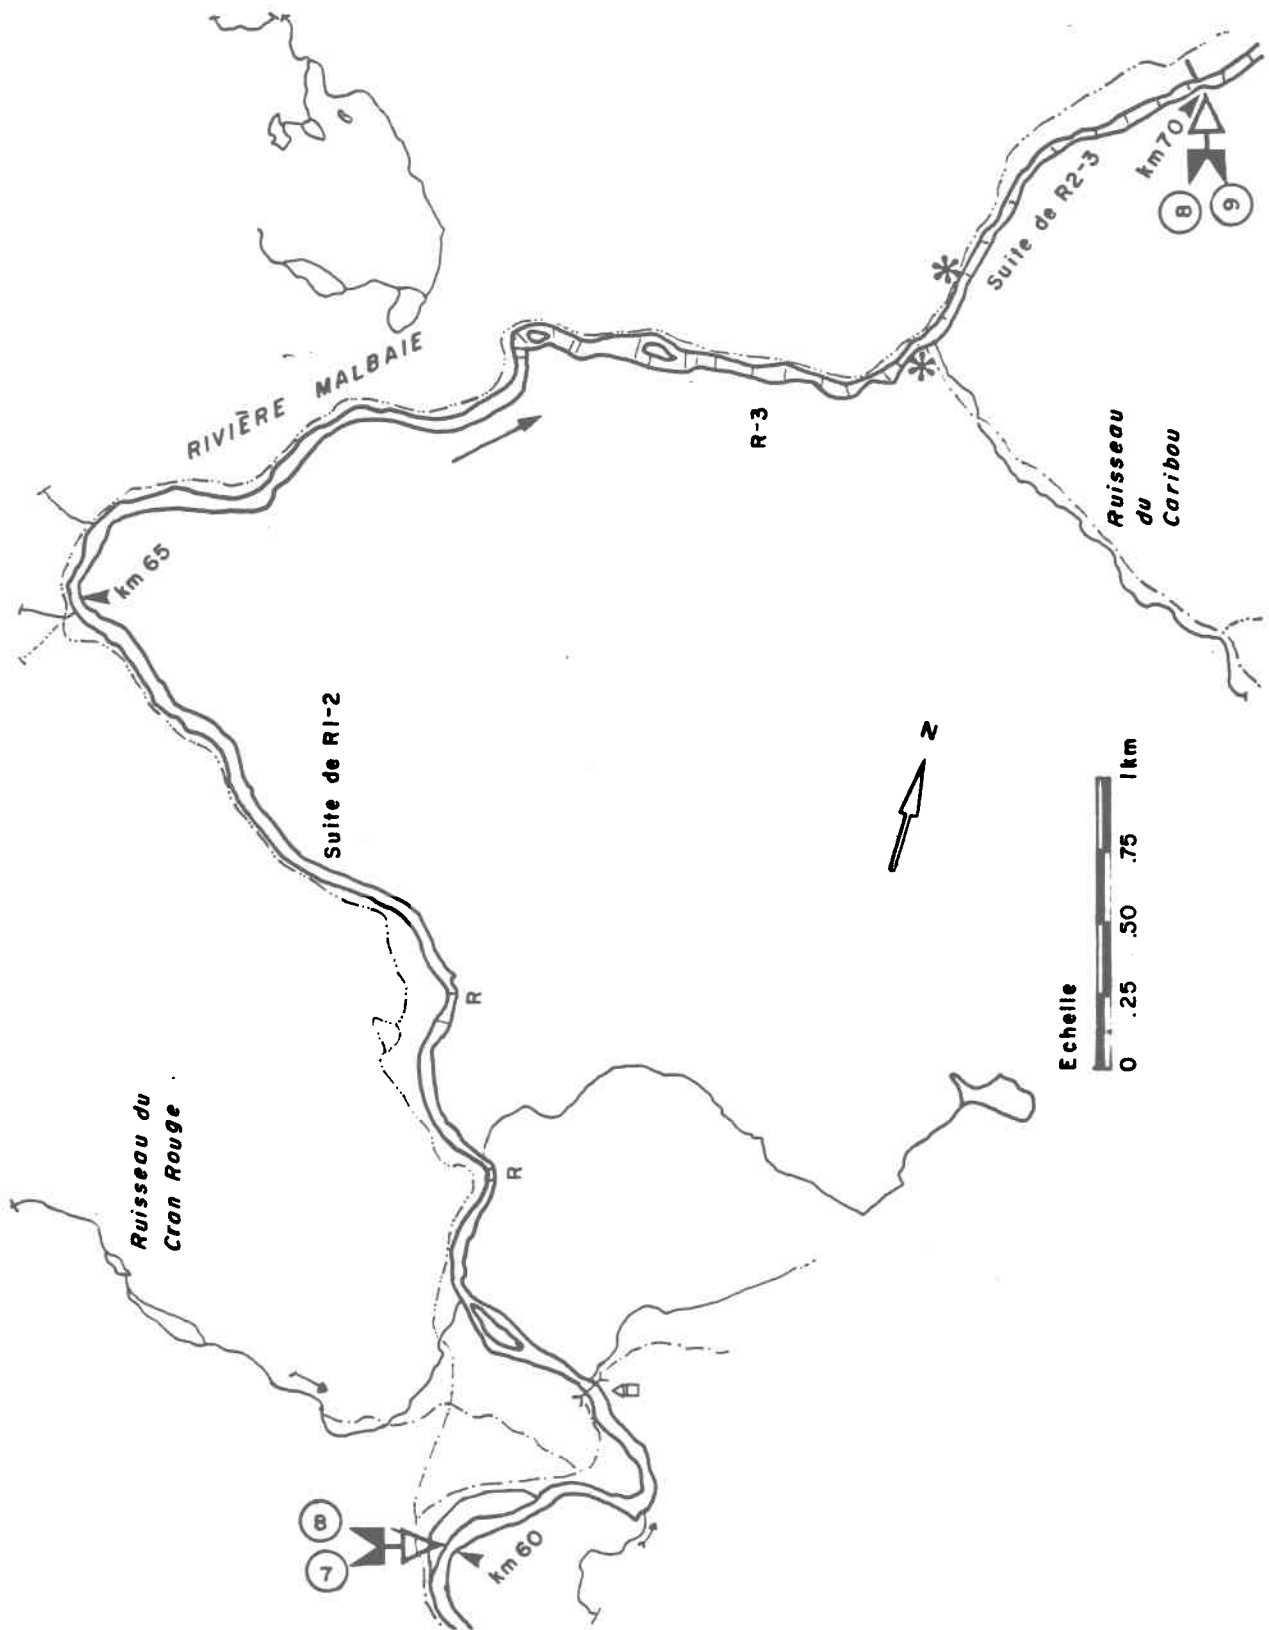 RIVIÈRE MALBAIE
km 65
Suite de R1-2
R
R
Ruisseau du
Cran Rouge
8
7
km 60
R-3
Suite de R2-3
km 70
8
9
Ruisseau
du
Caribou
N
Echelle
0 .25 .50 .75 1 km